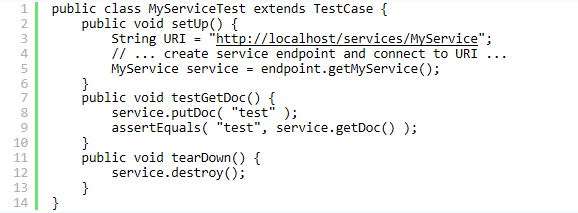 1 public class MyServiceTest extends TestCase {
2     public void setUp() {
3         String URI = "http://localhost/services/MyService";
4         // ... create service endpoint and connect to URI ...
5         MyService service = endpoint.getMyService();
6     }
7     public void testGetDoc() {
8         service.putDoc( "test" );
9         assertEquals( "test", service.getDoc() );
10     }
11     public void tearDown() {
12         service.destroy();
13     }
14 }